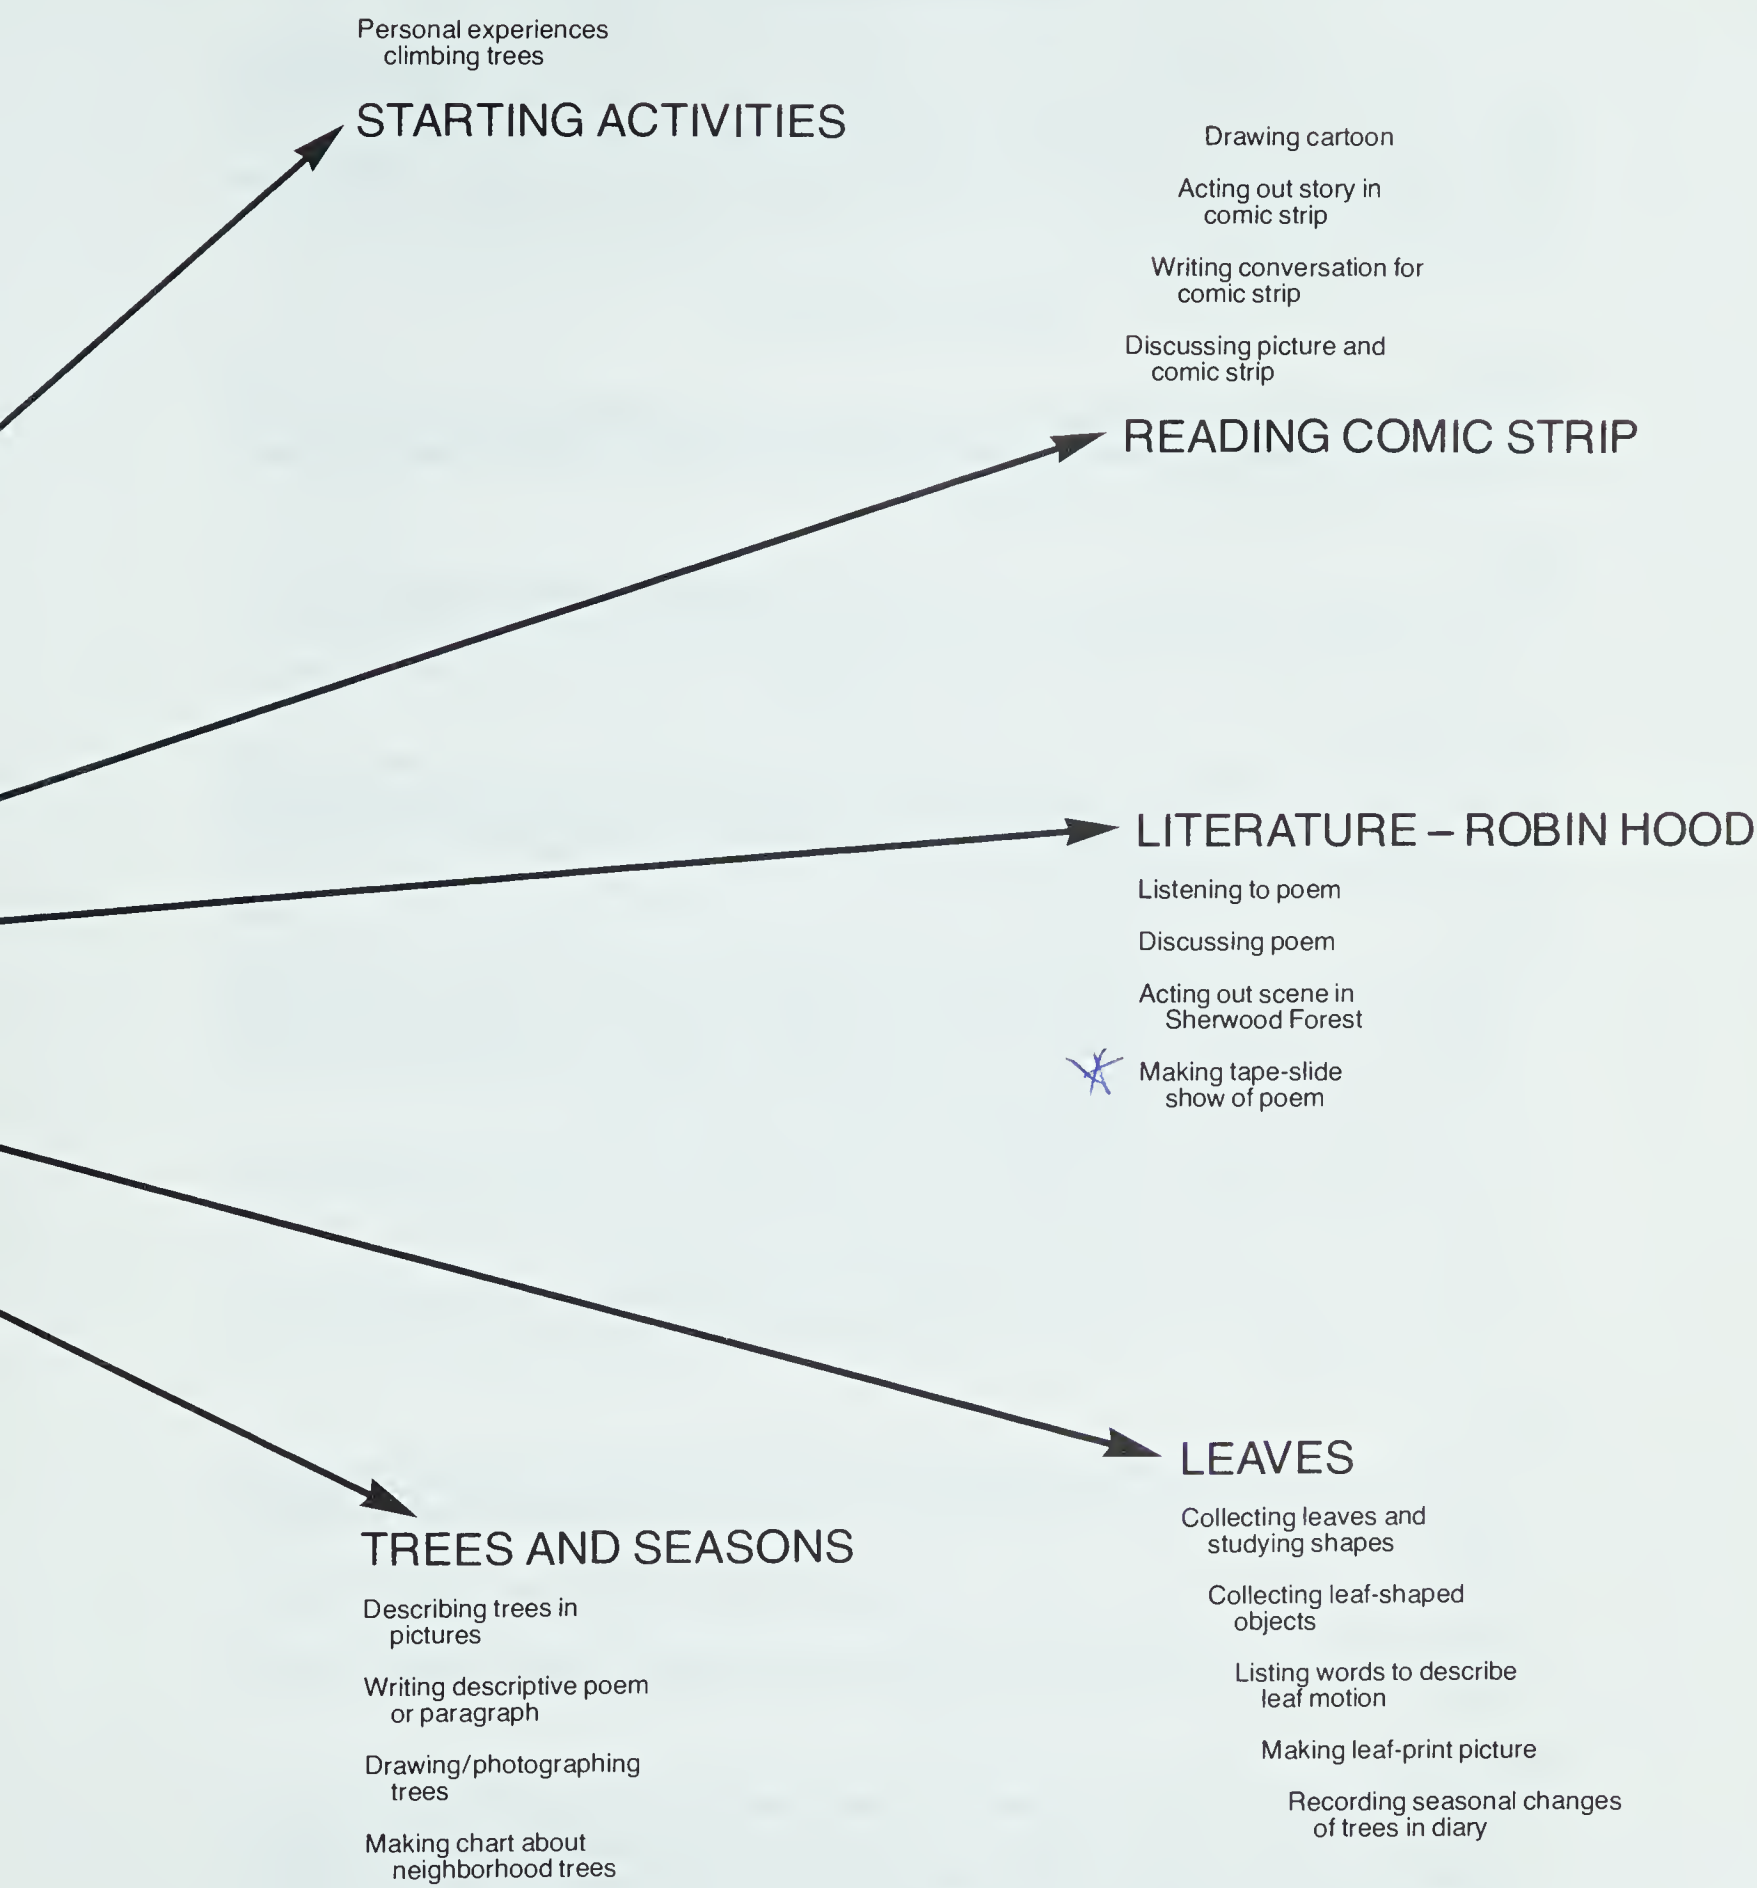 Personal experiences
climbing trees
STARTING ACTIVITIES
Drawing cartoon
Acting out story in
comic strip
Writing conversation for
comic strip
Discussing picture and
comic strip
READING COMIC STRIP
LITERATURE – ROBIN HOOD
Listening to poem
Discussing poem
Acting out scene in
Sherwood Forest
Making tape-slide
show of poem
LEAVES
Collecting leaves and
studying shapes
Collecting leaf-shaped
objects
Listing words to describe
leaf motion
Making leaf-print picture
Recording seasonal changes
of trees in diary
TREES AND SEASONS
Describing trees in
pictures
Writing descriptive poem
or paragraph
Drawing/photographing
trees
Making chart about
neighborhood trees